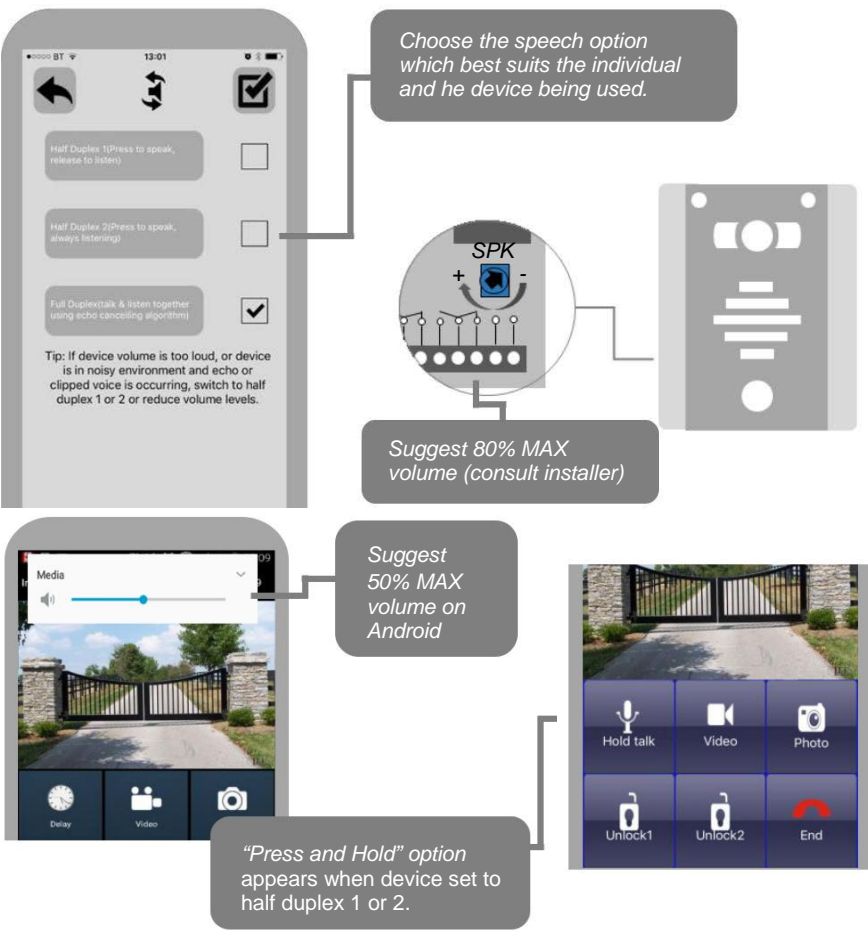 BT
13:01
Choose the speech option
which best suits the individual
and he device being used.
Half Duplex 1(Press to speak,
release to listen)
Half Duplex 2(Press to speak,
always listening)
Full Duplex(talk & listen together
using echo cancelling algorithm)
Tip: If device volume is too loud, or device
is in noisy environment and echo or
clipped voice is occurring, switch to half
duplex 1 or 2 or reduce volume levels.
SPK
+ -
Suggest 80% MAX
volume (consult installer)
09
Media
9
Suggest
50% MAX
volume on
Android
Delay
Video
Hold talk
Video
Photo
Unlock1
Unlock2
End
“Press and Hold” option
appears when device set to
half duplex 1 or 2.